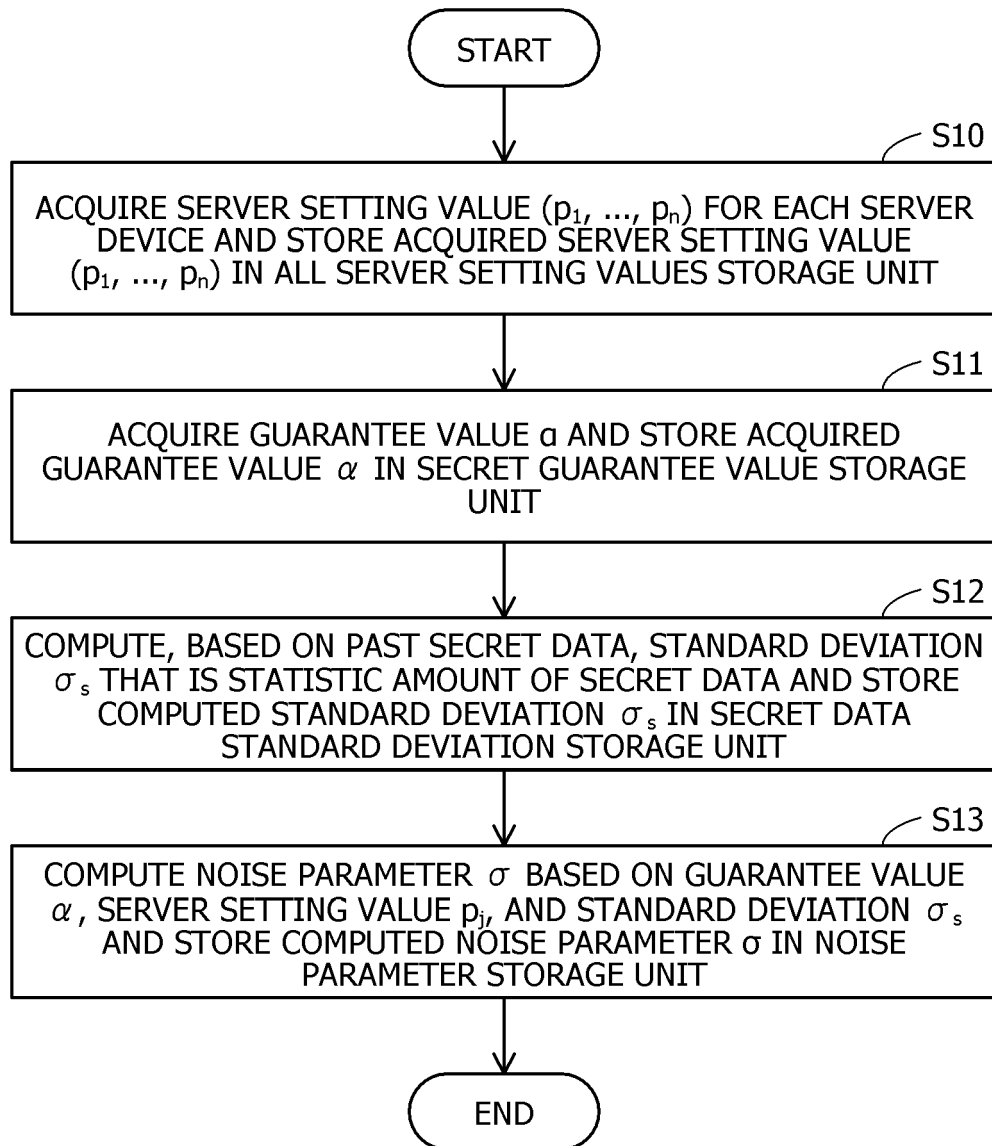 START
S10
ACQUIRE SERVER SETTING VALUE (p₁, ..., pₙ) FOR EACH SERVER
DEVICE AND STORE ACQUIRED SERVER SETTING VALUE
(p₁, ..., pₙ) IN ALL SERVER SETTING VALUES STORAGE UNIT
S11
ACQUIRE GUARANTEE VALUE ɑ AND STORE ACQUIRED
GUARANTEE VALUE α IN SECRET GUARANTEE VALUE STORAGE
UNIT
S12
COMPUTE, BASED ON PAST SECRET DATA, STANDARD DEVIATION
σₛ THAT IS STATISTIC AMOUNT OF SECRET DATA AND STORE
COMPUTED STANDARD DEVIATION σₛ IN SECRET DATA
STANDARD DEVIATION STORAGE UNIT
S13
COMPUTE NOISE PARAMETER σ BASED ON GUARANTEE VALUE
α, SERVER SETTING VALUE pⱼ, AND STANDARD DEVIATION σₛ
AND STORE COMPUTED NOISE PARAMETER σ IN NOISE
PARAMETER STORAGE UNIT
END